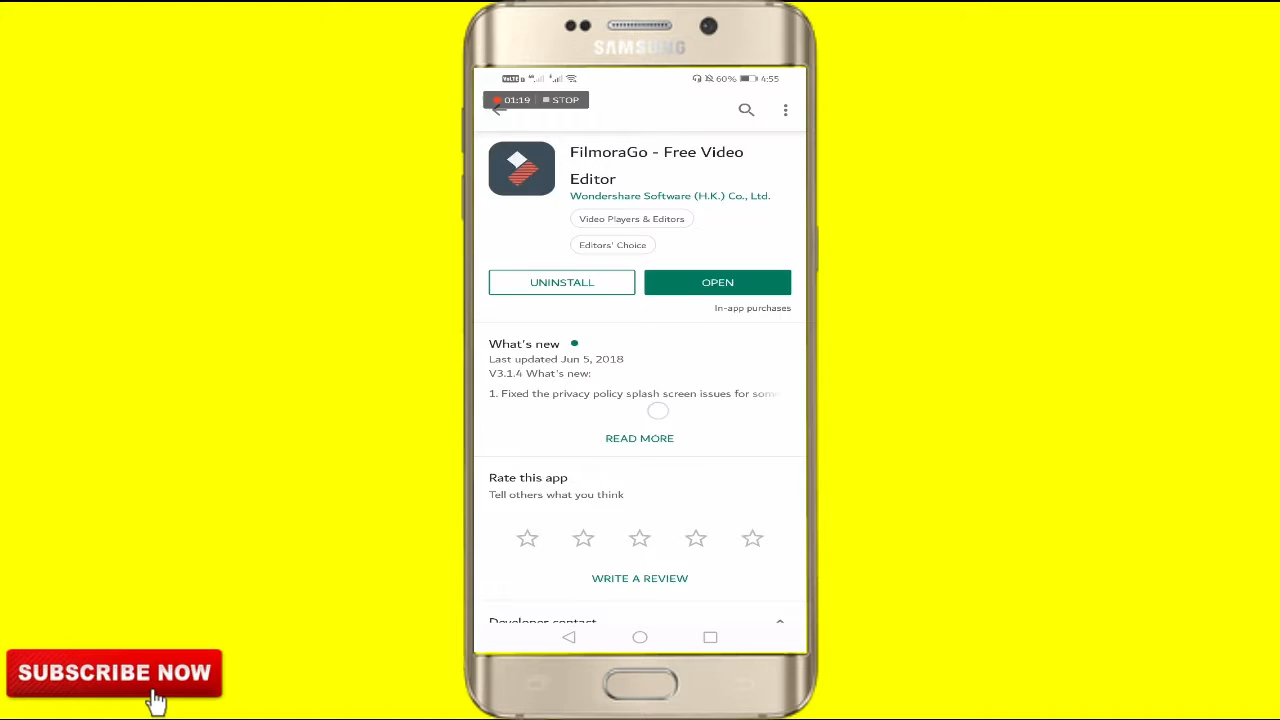 SAMSUNG
VoLTE
60% 4:55
01:19 STOP
FilmoraGo - Free Video
Editor
Wondershare Software (H.K.) Co., Ltd.
Video Players & Editors
Editors' Choice
UNINSTALL OPEN
In-app purchases
What's new
Last updated Jun 5, 2018
V3.1.4 What's new:
1. Fixed the privacy policy splash screen issues for some
READ MORE
Rate this app
Tell others what you think
WRITE A REVIEW
Developer contact
SUBSCRIBE NOW